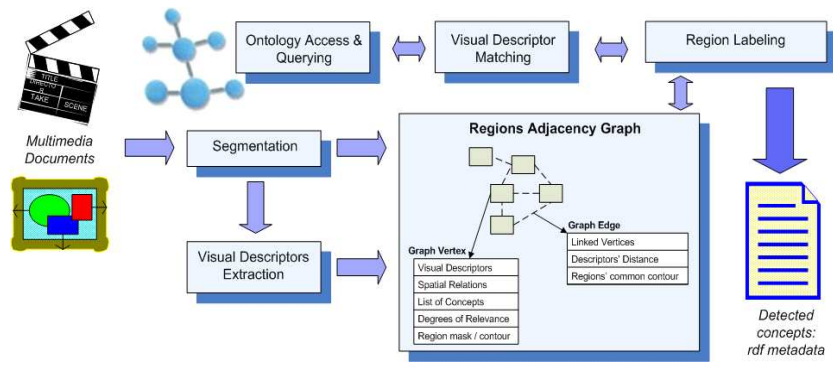 Ontology Access &
Querying
Visual Descriptor
Matching
Region Labeling
TITLE
DIRECTO
R
TAKE
SCENE
Multimedia
Documents
Segmentation
Visual Descriptors
Extraction
Regions Adjacency Graph
Graph Vertex
Visual Descriptors
Spatial Relations
List of Concepts
Degrees of Relevance
Region mask / contour
Graph Edge
Linked Vertices
Descriptors' Distance
Regions' common contour
Detected
concepts:
rdf metadata